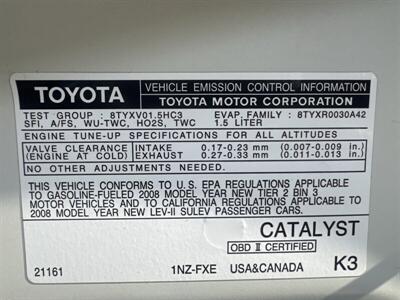 TOYOTA
VEHICLE EMISSION CONTROL INFORMATION
TOYOTA MOTOR CORPORATION
TEST GROUP : 8TYXV01.5HC3 EVAP. FAMILY : 8TYXR0030A42
SFI, A/FS, WU-TWC, HO2S, TWC 1.5 LITER
ENGINE TUNE-UP SPECIFICATIONS FOR ALL ALTITUDES
VALVE CLEARANCE INTAKE 0.17-0.23 mm (0.007-0.009 in.)
(ENGINE AT COLD) EXHAUST 0.27-0.33 mm (0.011-0.013 in.)
NO OTHER ADJUSTMENTS NEEDED.
THIS VEHICLE CONFORMS TO U.S. EPA REGULATIONS APPLICABLE
TO GASOLINE-FUELED 2008 MODEL YEAR NEW TIER 2 BIN 3
MOTOR VEHICLES AND TO CALIFORNIA REGULATIONS APPLICABLE TO
2008 MODEL YEAR NEW LEV-II SULEV PASSENGER CARS.
CATALYST
OBD II CERTIFIED
21161 1NZ-FXE USA&CANADA K3